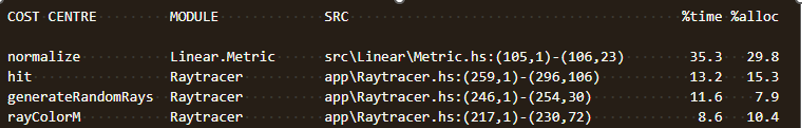 COST CENTRE MODULE SRC %time %alloc
normalize Linear.Metric src\Linear\Metric.hs:(105,1)-(106,23) 35.3 29.8
hit Raytracer app\Raytracer.hs:(259,1)-(296,106) 13.2 15.3
generateRandomRays Raytracer app\Raytracer.hs:(246,1)-(254,30) 11.6 7.9
rayColorM Raytracer app\Raytracer.hs:(217,1)-(230,72) 8.6 10.4